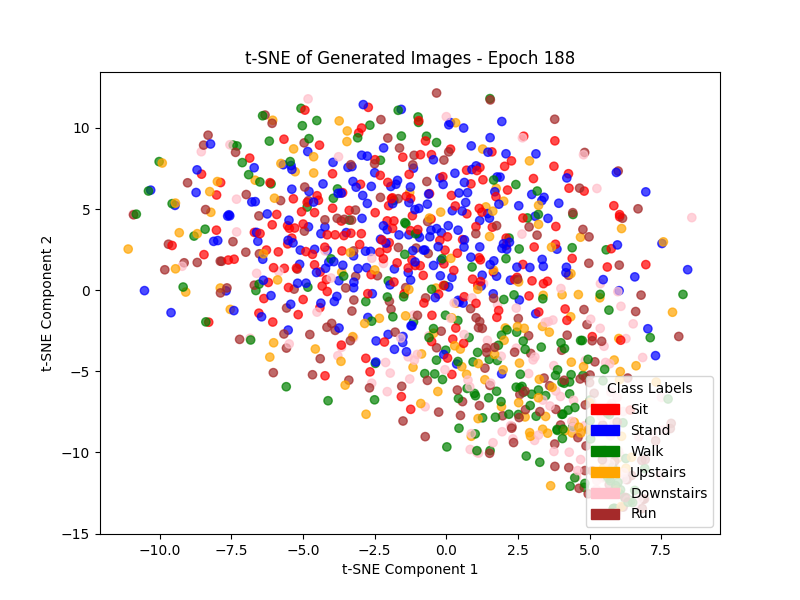 t-SNE of Generated Images - Epoch 188
t-SNE Component 2
10
5
0
−5
−10
−15
Class Labels
Sit
Stand
Walk
Upstairs
Downstairs
Run
−10.0 −7.5 −5.0 −2.5 0.0 2.5 5.0 7.5
t-SNE Component 1